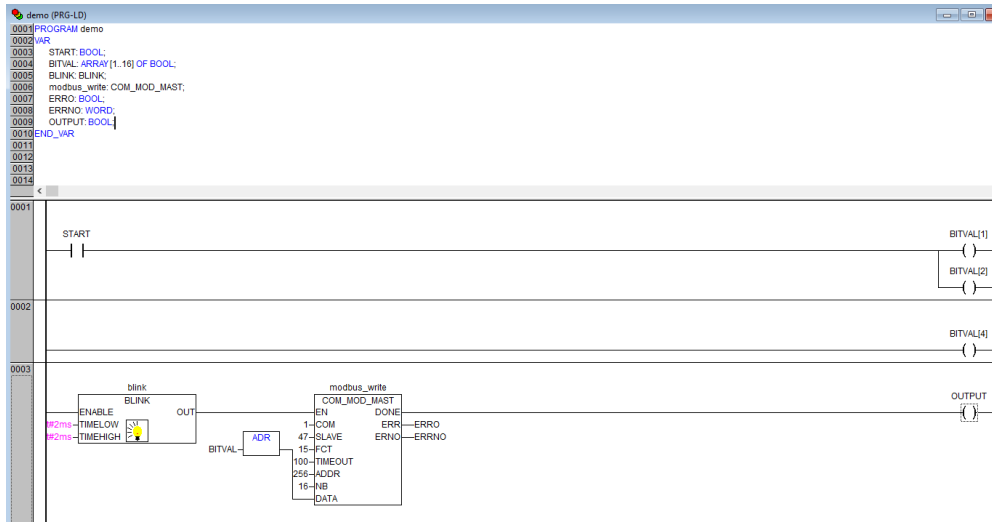 demo (PRG-LD)
0001 PROGRAM demo
0002 VAR
0003 START: BOOL;
0004 BITVAL: ARRAY [1..16] OF BOOL;
0005 BLINK: BLINK;
0006 modbus_write: COM_MOD_MAST;
0007 ERRO: BOOL;
0008 ERRNO: WORD;
0009 OUTPUT: BOOL;
0010 END_VAR
0011
0012
0013
0014
0001
START BITVAL[1]
BITVAL[2]
0002
BITVAL[4]
0003
blink modbus_write
BLINK COM_MOD_MAST OUTPUT
ENABLE OUT EN DONE
t#2ms TIMELOW 1 COM ERR ERRO
t#2ms TIMEHIGH ADR 47 SLAVE ERNO ERRNO
BITVAL 15 FCT
100 TIMEOUT
256 ADDR
16 NB
DATA